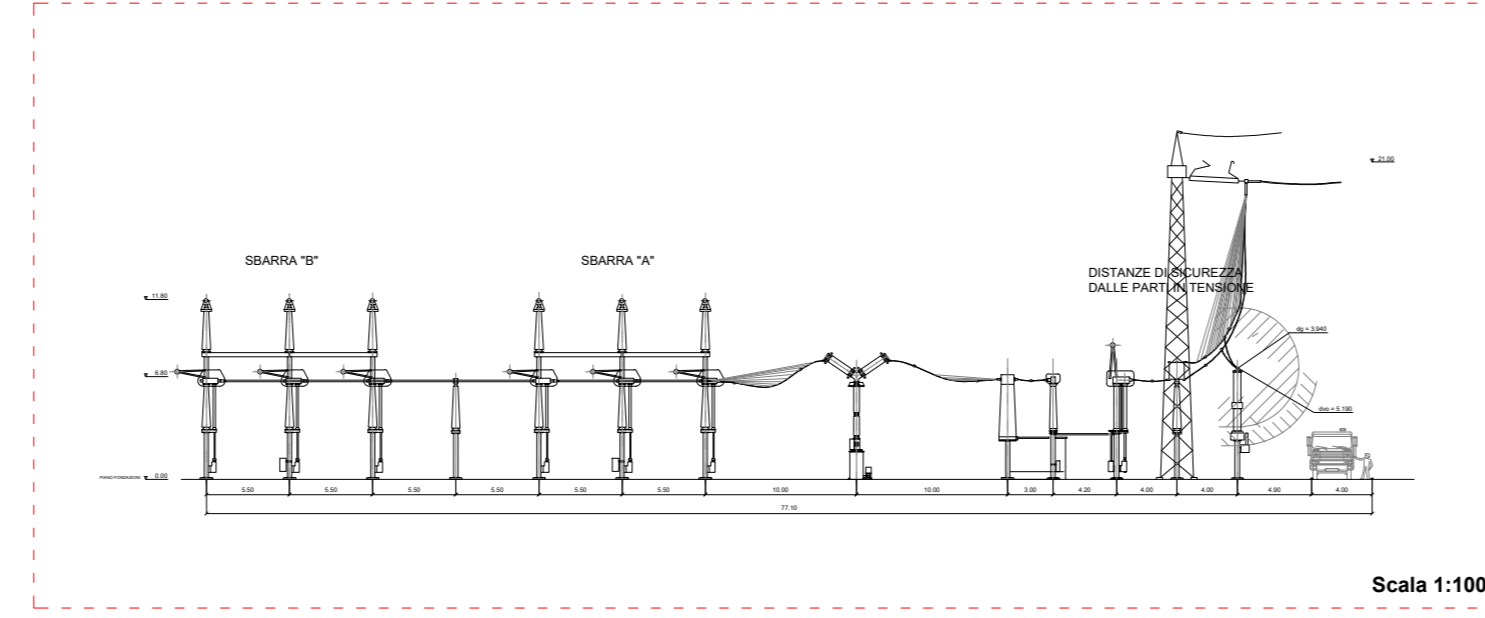 21.00
SBARRA "B"
SBARRA "A"
DISTANZE DI SICUREZZA
DALLE PARTI IN TENSIONE
11.80
dg = 3.940
6.80
dvo = 5.190
PIANO FONDAZIONI
0.00
5.50 5.50 5.50 5.50 5.50 5.50 10.00 10.00 3.00 4.20 4.00 4.00 4.90 4.00
77.10
Scala 1:100